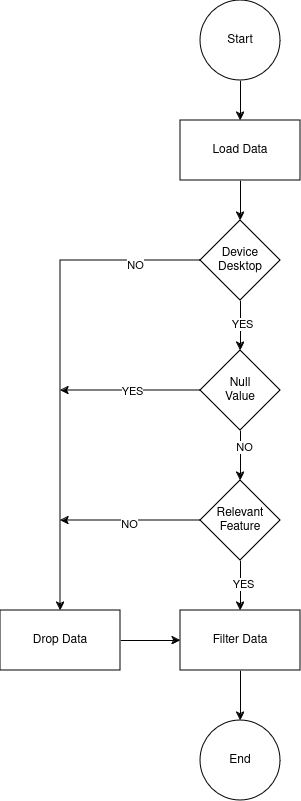 Start
Load Data
Device
Desktop
NO
YES
Null
Value
YES
NO
Relevant
Feature
NO
YES
Drop Data
Filter Data
End